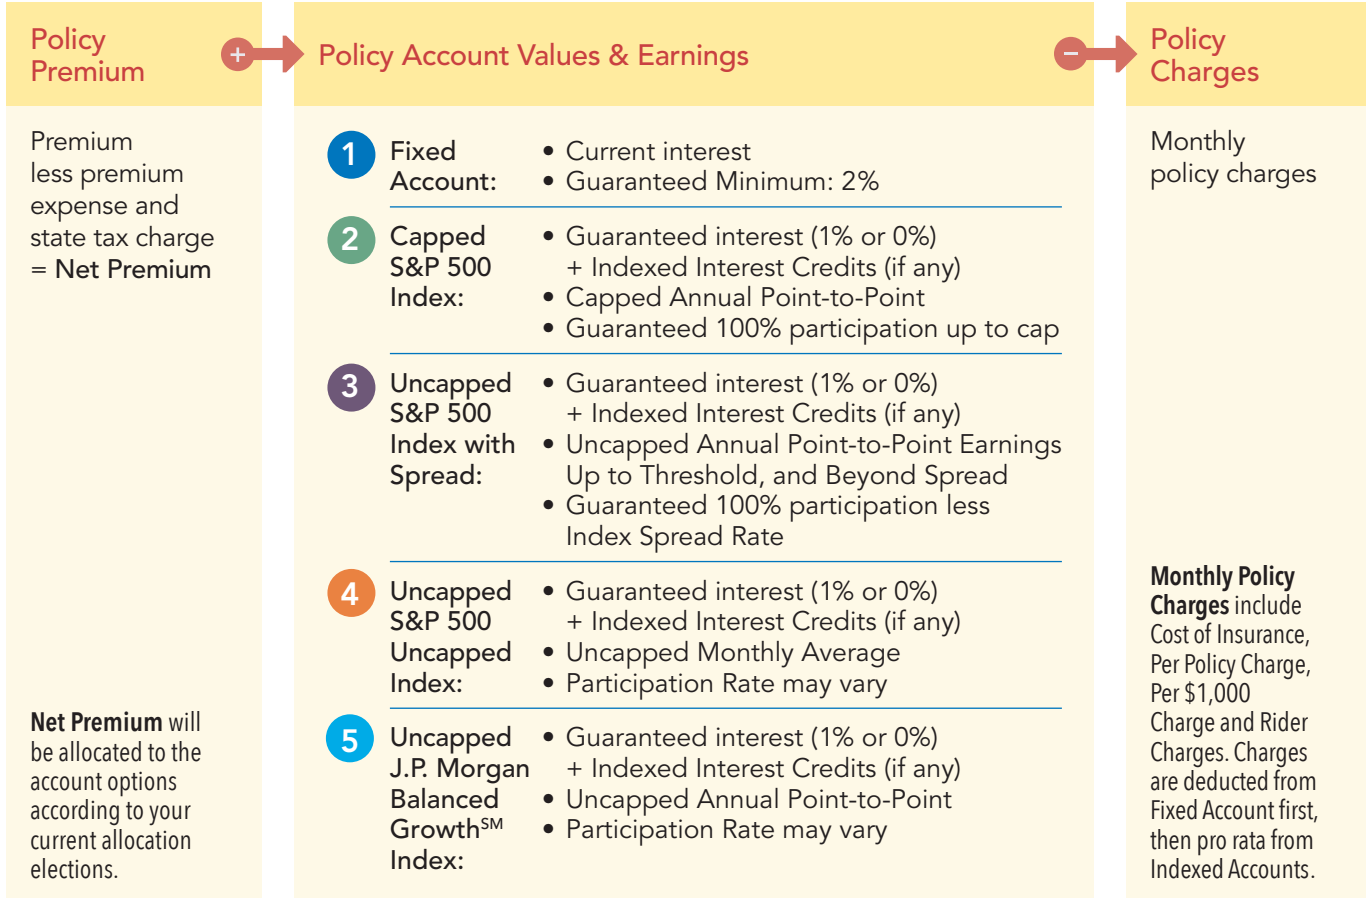 Policy
Premium
+
Policy Account Values & Earnings
−
Policy
Charges
Premium
less premium
expense and
state tax charge
= Net Premium
Net Premium will
be allocated to the
account options
according to your
current allocation
elections.
1
Fixed
Account:
• Current interest
• Guaranteed Minimum: 2%
2
Capped
S&P 500
Index:
• Guaranteed interest (1% or 0%)
+ Indexed Interest Credits (if any)
• Capped Annual Point-to-Point
• Guaranteed 100% participation up to cap
3
Uncapped
S&P 500
Index with
Spread:
• Guaranteed interest (1% or 0%)
+ Indexed Interest Credits (if any)
• Uncapped Annual Point-to-Point Earnings
Up to Threshold, and Beyond Spread
• Guaranteed 100% participation less
Index Spread Rate
4
Uncapped
S&P 500
Uncapped
Index:
• Guaranteed interest (1% or 0%)
+ Indexed Interest Credits (if any)
• Uncapped Monthly Average
• Participation Rate may vary
5
Uncapped
J.P. Morgan
Balanced
Growth℠
Index:
• Guaranteed interest (1% or 0%)
+ Indexed Interest Credits (if any)
• Uncapped Annual Point-to-Point
• Participation Rate may vary
Monthly
policy charges
Monthly Policy
Charges include
Cost of Insurance,
Per Policy Charge,
Per $1,000
Charge and Rider
Charges. Charges
are deducted from
Fixed Account first,
then pro rata from
Indexed Accounts.